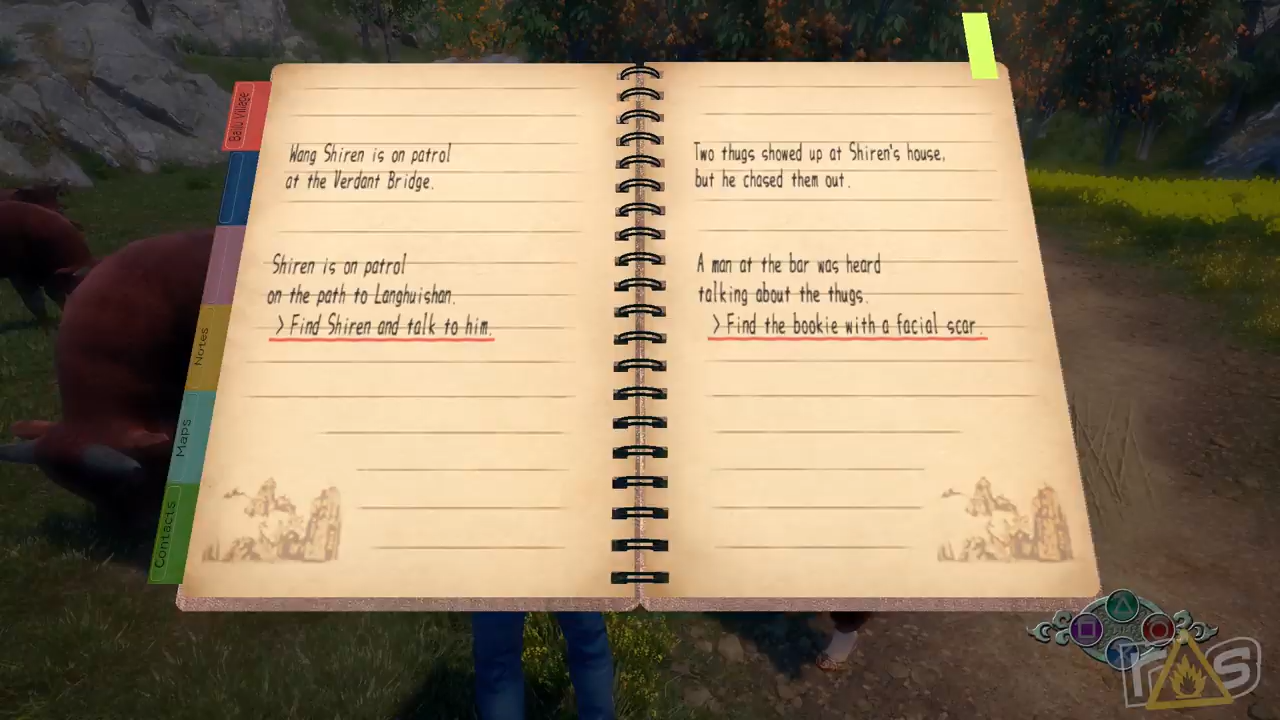 Bailu Village
Notes
Maps
Contacts
Wang Shiren is on patrol
at the Verdant Bridge.
Shiren is on patrol
on the path to Langhuishan.
>Find Shiren and talk to him.
Two thugs showed up at Shiren's house,
but he chased them out.
A man at the bar was heard
talking about the thugs.
>Find the bookie with a facial scar.